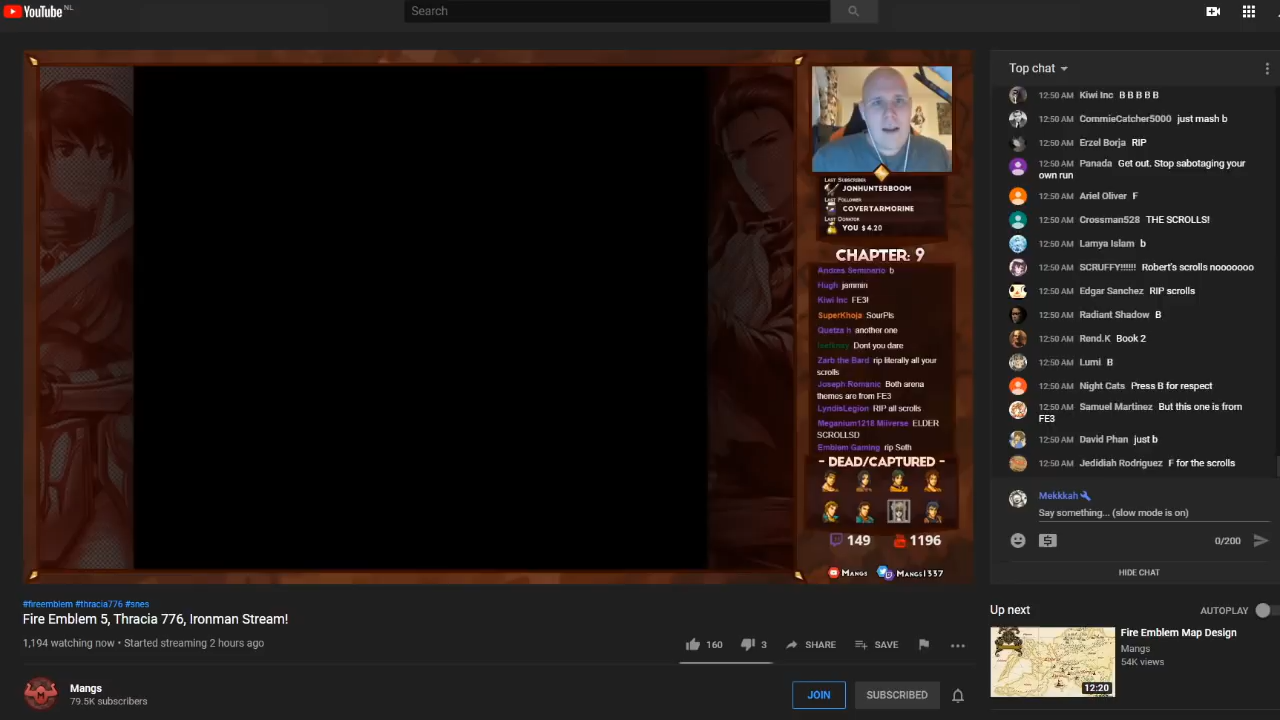 YouTube NL
Search
LAST SUBSCRIBER
JONHUNTERBOOM
LAST FOLLOWER
COVERTARMORINE
LAST DONATOR
YOU $4.20
CHAPTER: 9
Andres Seminario b
Hugh jammin
Kiwi Inc FE3!
SuperKhoja SourPls
Quetza h another one
Dont you dare
Zarb the Bard rip literally all your
scrolls
Joseph Romanic Both arena
themes are from FE3
LyndisLegion RIP all scrolls
Meganium1218 Miiverse ELDER
SCROLLSD
Emblem Gaming rip Seth
- DEAD/CAPTURED -
149 1196
MANGS MANGS1337
Top chat
12:50 AM Kiwi Inc B B B B B
12:50 AM CommieCatcher5000 just mash b
12:50 AM Erzel Borja RIP
12:50 AM Panada Get out. Stop sabotaging your
own run
12:50 AM Ariel Oliver F
12:50 AM Crossman528 THE SCROLLS!
12:50 AM Lamya Islam b
12:50 AM SCRUFFY!!!!!! Robert's scrolls nooooooo
12:50 AM Edgar Sanchez RIP scrolls
12:50 AM Radiant Shadow B
12:50 AM Rend.K Book 2
12:50 AM Lumi B
12:50 AM Night Cats Press B for respect
12:50 AM Samuel Martinez But this one is from
FE3
12:50 AM David Phan just b
12:50 AM Jedidiah Rodriguez F for the scrolls
Mekkkah
Say something... (slow mode is on)
0/200
HIDE CHAT
#fireemblem #thracia776 #snes
Fire Emblem 5, Thracia 776, Ironman Stream!
1,194 watching now • Started streaming 2 hours ago
160 3 SHARE SAVE
Mangs
79.5K subscribers
JOIN SUBSCRIBED
Up next AUTOPLAY
Fire Emblem Map Design
Mangs
54K views
12:20